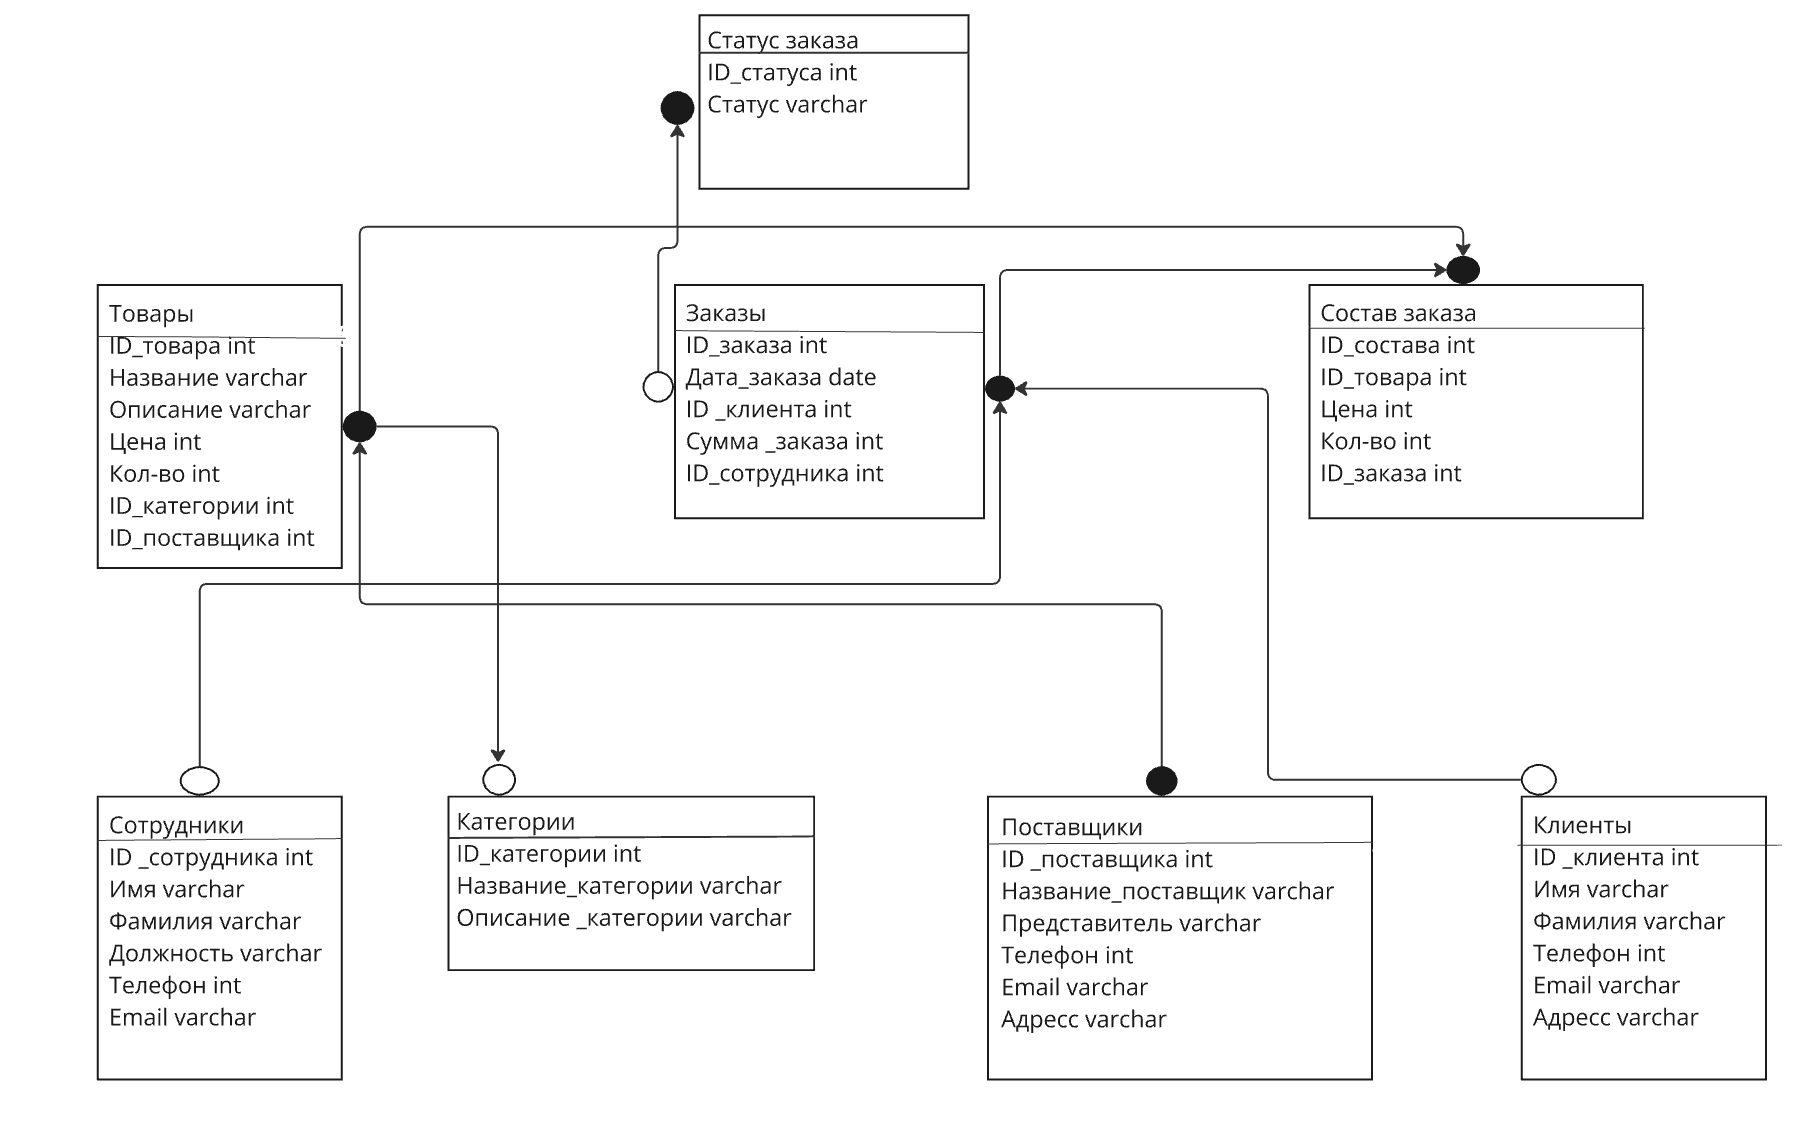 Статус заказа
ID_статуса int
Статус varchar
Товары
ID_товара int
Название varchar
Описание varchar
Цена int
Кол-во int
ID_категории int
ID_поставщика int
Заказы
ID_заказа int
Дата_заказа date
ID _клиента int
Сумма _заказа int
ID_сотрудника int
Состав заказа
ID_состава int
ID_товара int
Цена int
Кол-во int
ID_заказа int
Сотрудники
ID _сотрудника int
Имя varchar
Фамилия varchar
Должность varchar
Телефон int
Email varchar
Категории
ID_категории int
Название_категории varchar
Описание _категории varchar
Поставщики
ID _поставщика int
Название_поставщик varchar
Представитель varchar
Телефон int
Email varchar
Адресс varchar
Клиенты
ID _клиента int
Имя varchar
Фамилия varchar
Телефон int
Email varchar
Адресс varchar